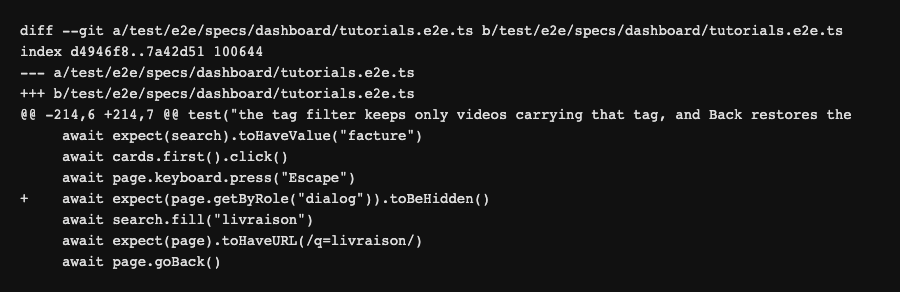 diff --git a/test/e2e/specs/dashboard/tutorials.e2e.ts b/test/e2e/specs/dashboard/tutorials.e2e.ts
index d4946f8..7a42d51 100644
--- a/test/e2e/specs/dashboard/tutorials.e2e.ts
+++ b/test/e2e/specs/dashboard/tutorials.e2e.ts
@@ -214,6 +214,7 @@ test("the tag filter keeps only videos carrying that tag, and Back restores the
     await expect(search).toHaveValue("facture")
     await cards.first().click()
     await page.keyboard.press("Escape")
+    await expect(page.getByRole("dialog")).toBeHidden()
     await search.fill("livraison")
     await expect(page).toHaveURL(/q=livraison/)
     await page.goBack()